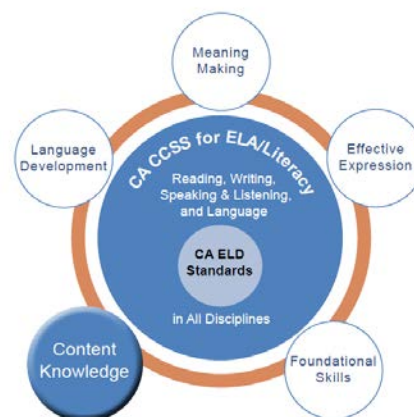 Meaning
Making
Language
Development
Effective
Expression
CA CCSS for ELA/Literacy
Reading, Writing,
Speaking & Listening,
and Language
CA ELD
Standards
in All Disciplines
Content
Knowledge
Foundational
Skills